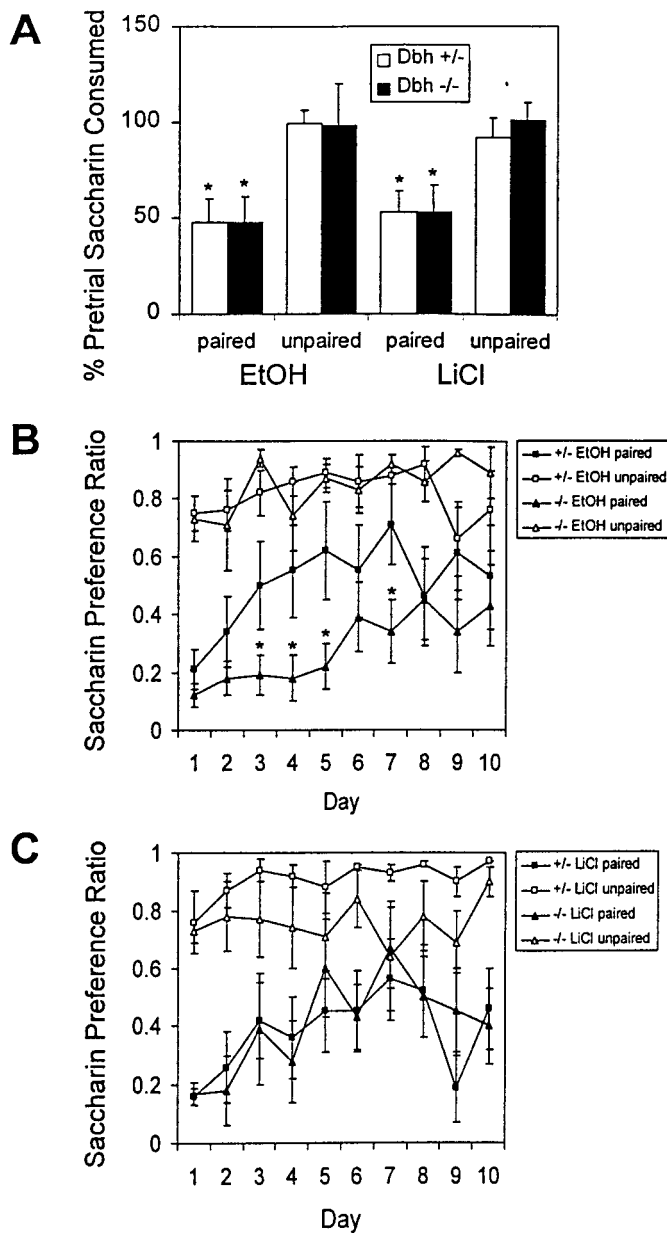 A
% Pretrial Saccharin Consumed
150
100
50
0
Dbh +/-
Dbh -/-
* * * *
paired unpaired paired unpaired
EtOH LiCl
B
Saccharin Preference Ratio
1
0.8
0.6
0.4
0.2
0
* * * *
1 2 3 4 5 6 7 8 9 10
Day
+/- EtOH paired
+/- EtOH unpaired
-/- EtOH paired
-/- EtOH unpaired
C
Saccharin Preference Ratio
1
0.8
0.6
0.4
0.2
0
1 2 3 4 5 6 7 8 9 10
Day
+/- LiCl paired
+/- LiCl unpaired
-/- LiCl paired
-/- LiCl unpaired